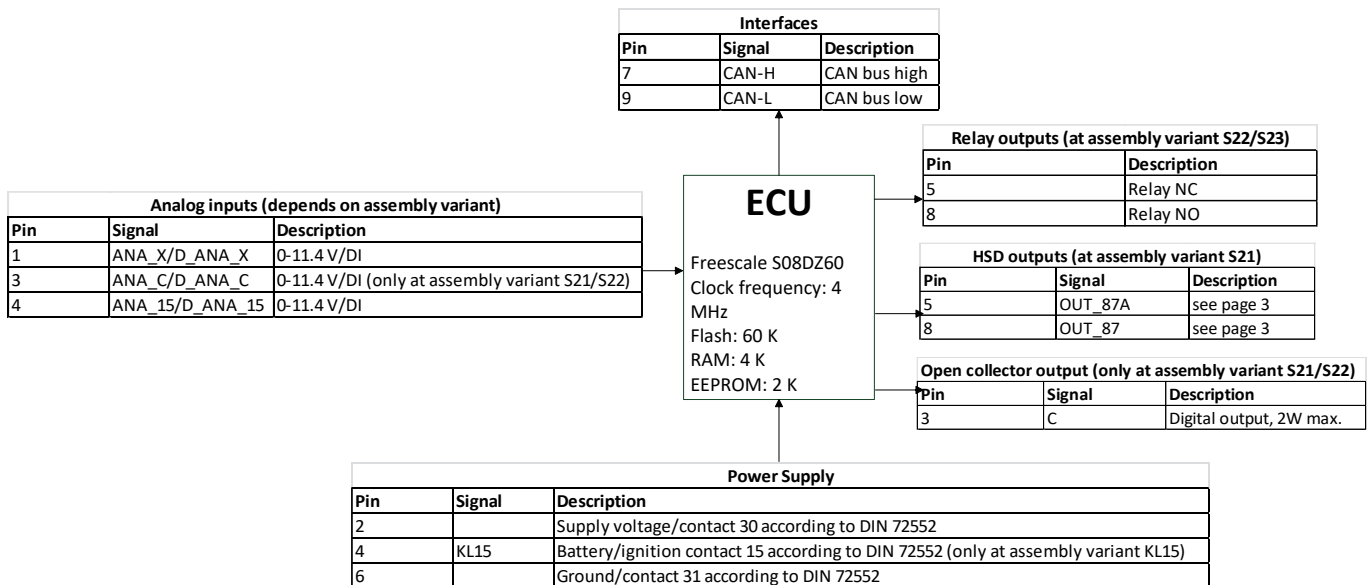 Interfaces
Pin Signal Description
7 CAN-H CAN bus high
9 CAN-L CAN bus low
Relay outputs (at assembly variant S22/S23)
Pin Description
5 Relay NC
8 Relay NO
Analog inputs (depends on assembly variant)
Pin Signal Description
1 ANA_X/D_ANA_X 0-11.4 V/DI
3 ANA_C/D_ANA_C 0-11.4 V/DI (only at assembly variant S21/S22)
4 ANA_15/D_ANA_15 0-11.4 V/DI
ECU
Freescale S08DZ60
Clock frequency: 4
MHz
Flash: 60 K
RAM: 4 K
EEPROM: 2 K
HSD outputs (at assembly variant S21)
Pin Signal Description
5 OUT_87A see page 3
8 OUT_87 see page 3
Open collector output (only at assembly variant S21/S22)
Pin Signal Description
3 C Digital output, 2W max.
Power Supply
Pin Signal Description
2 Supply voltage/contact 30 according to DIN 72552
4 KL15 Battery/ignition contact 15 according to DIN 72552 (only at assembly variant KL15)
6 Ground/contact 31 according to DIN 72552